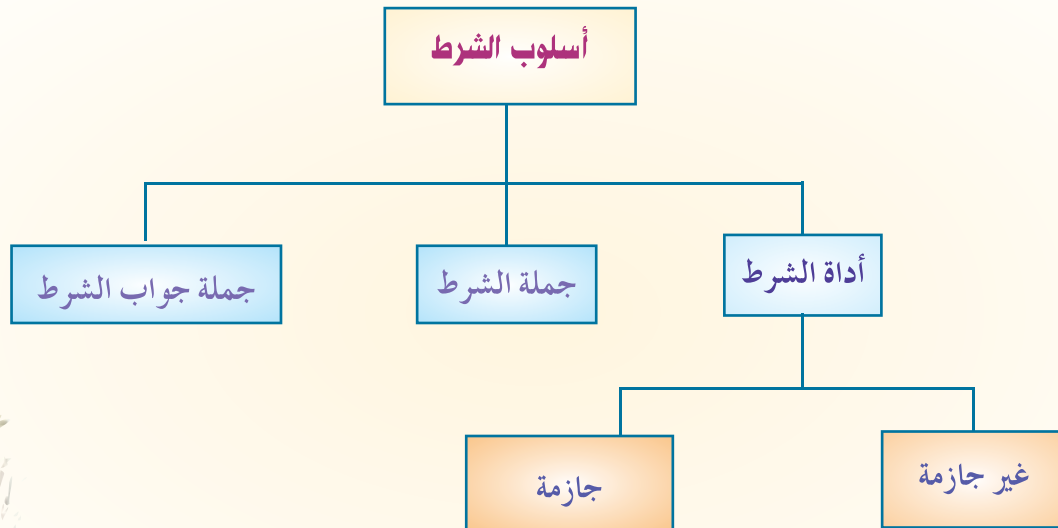 أسلوب الشرط
أداة الشرط
جملة الشرط
جملة جواب الشرط
غير جازمة
جازمة